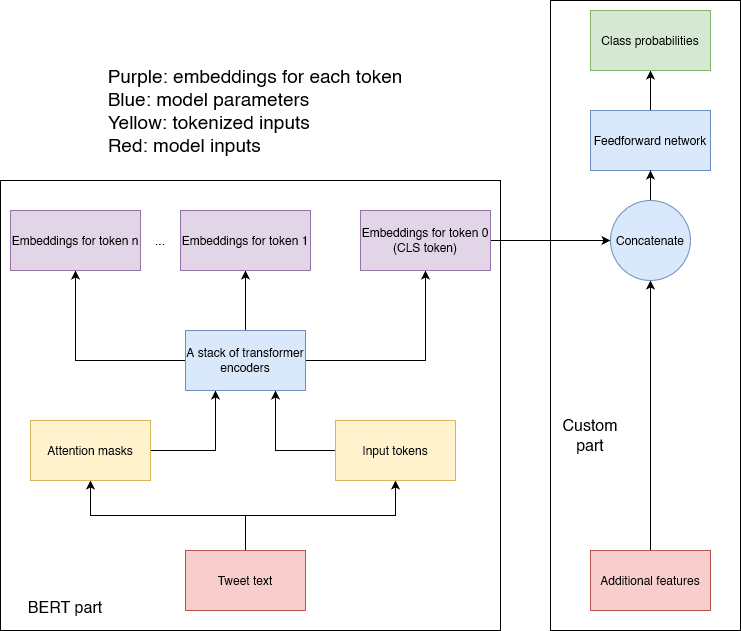 Class probabilities
Purple: embeddings for each token
Blue: model parameters
Yellow: tokenized inputs
Red: model inputs
Feedforward network
Embeddings for token n
...
Embeddings for token 1
Embeddings for token 0
(CLS token)
Concatenate
A stack of transformer
encoders
Attention masks
Input tokens
Custom
part
Tweet text
Additional features
BERT part